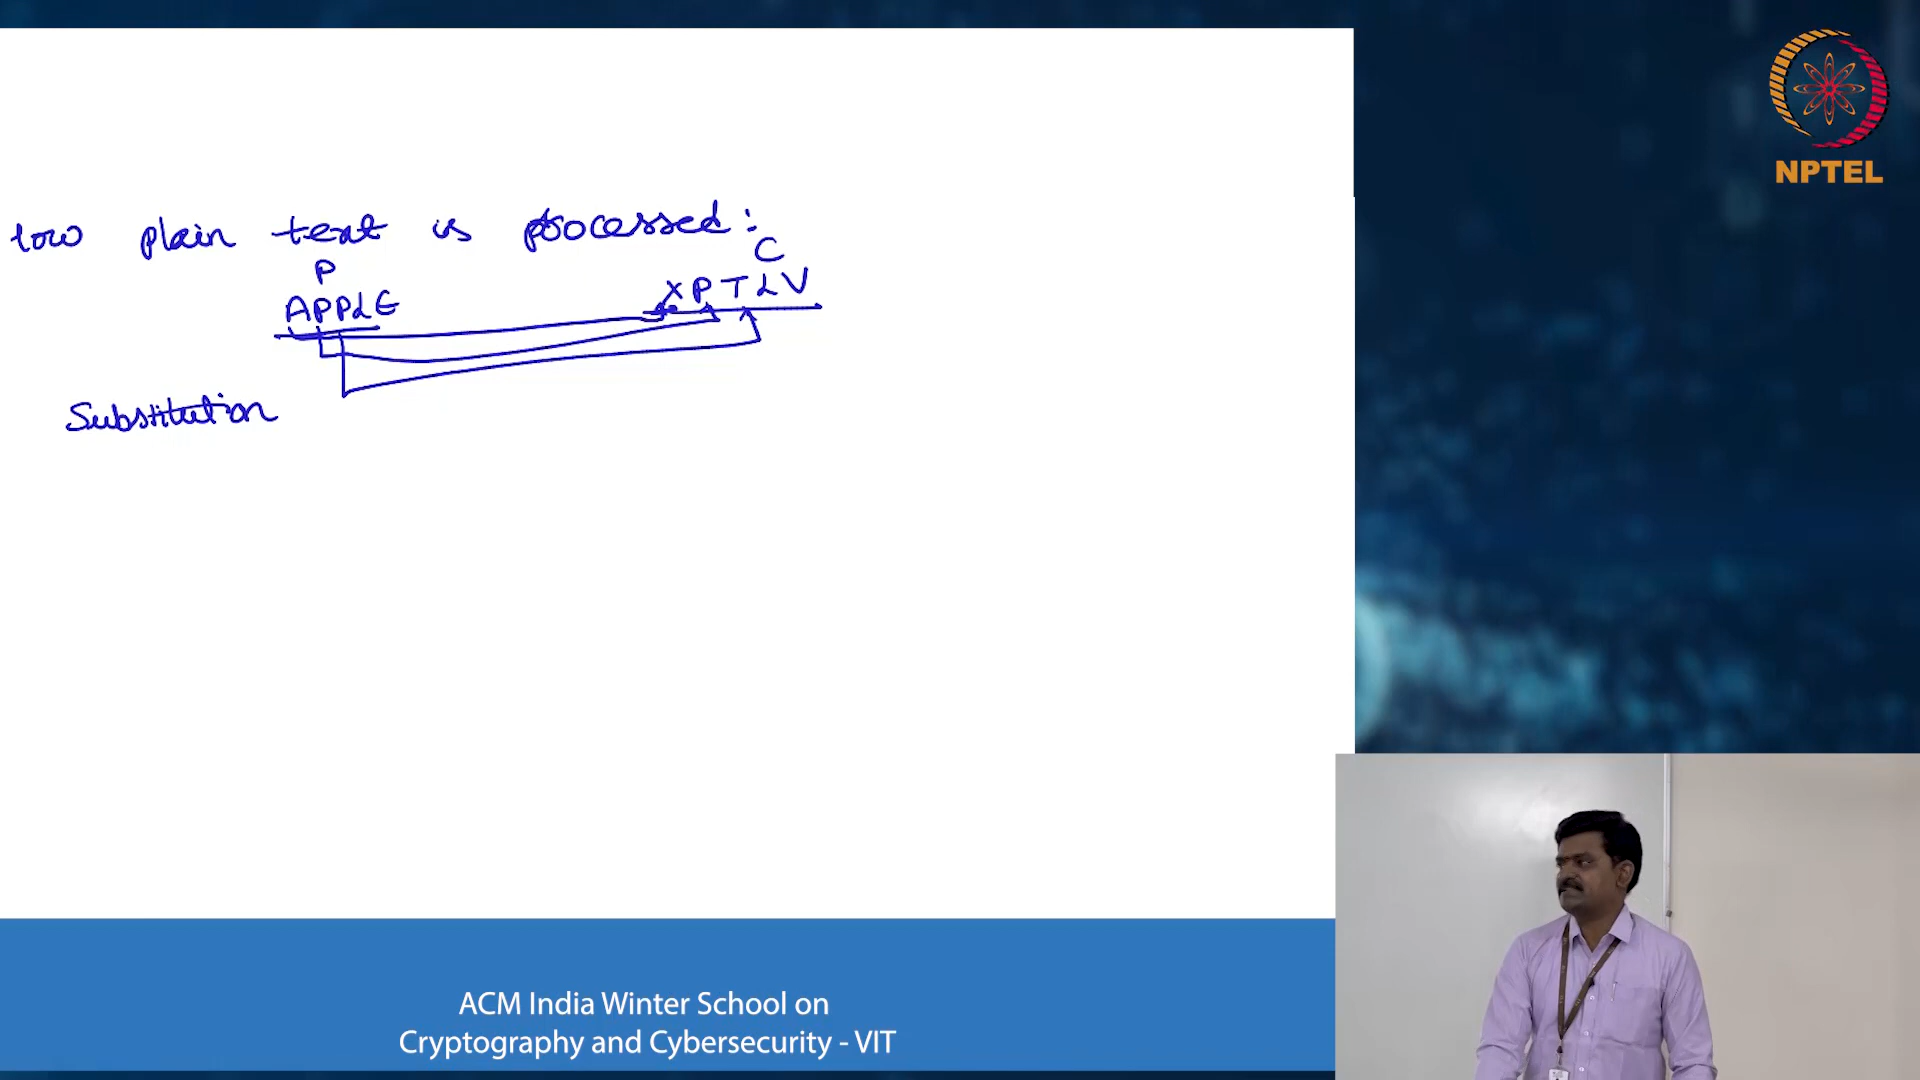 NPTEL
How plain text is processed:
P C
APPLE XPTLV
Substitution
ACM India Winter School on
Cryptography and Cybersecurity - VIT